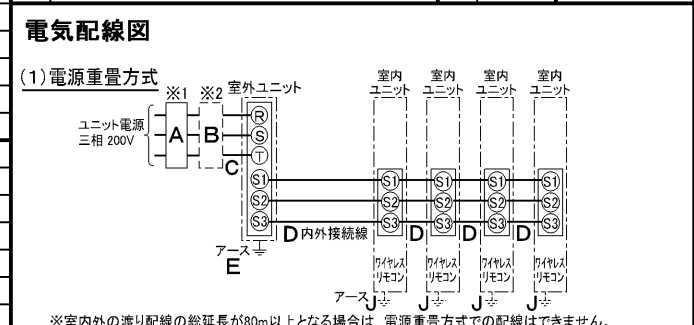 電気配線図
(1)電源重畳方式
※1 ※2 室外ユニット
室内
ユニット
室内
ユニット
室内
ユニット
室内
ユニット
ユニット電源
三相 200V
A B
C
R
S
T
S1 S1 S1 S1 S1
S2 S2 S2 S2 S2
S3 S3 S3 S3 S3
D 内外接続線 D D D
アース
E
ワイヤレス
リモコン
ワイヤレス
リモコン
ワイヤレス
リモコン
ワイヤレス
リモコン
アース J J J J
※室内外の渡り配線の総延長が80m以上となる場合は、電源重畳方式での配線はできません。